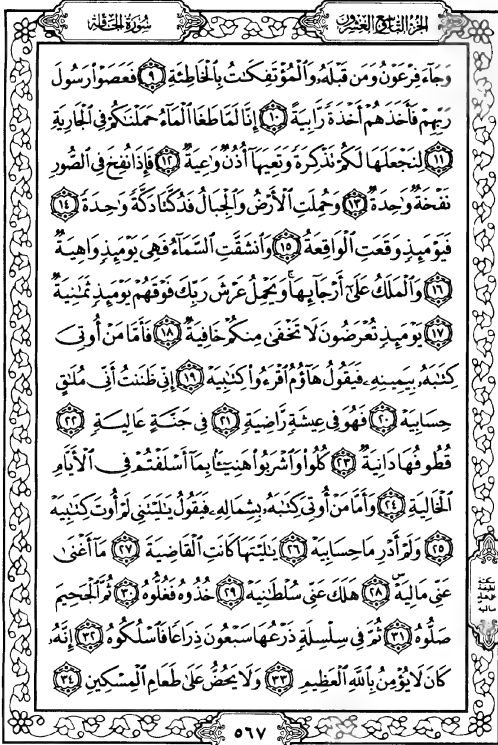 سُورَةُ الحَاقَّةِ
الجزء التاسع والعشرون
وَجَآءَ فِرْعَوْنُ وَمَن قَبْلَهُۥ وَٱلْمُؤْتَفِكَٰتُ بِٱلْخَاطِئَةِ ٩ فَعَصَوْا۟ رَسُولَ
رَبِّهِمْ فَأَخَذَهُمْ أَخْذَةً رَّابِيَةً ١٠ إِنَّا لَمَّا طَغَا ٱلْمَآءُ حَمَلْنَٰكُمْ فِى ٱلْجَارِيَةِ
١١ لِنَجْعَلَهَا لَكُمْ تَذْكِرَةً وَتَعِيَهَآ أُذُنٌ وَٰعِيَةٌ ١٢ فَإِذَا نُفِخَ فِى ٱلصُّورِ
نَفْخَةٌ وَٰحِدَةٌ ١٣ وَحُمِلَتِ ٱلْأَرْضُ وَٱلْجِبَالُ فَدُكَّتَا دَكَّةً وَٰحِدَةً ١٤
فَيَوْمَئِذٍ وَقَعَتِ ٱلْوَاقِعَةُ ١٥ وَٱنشَقَّتِ ٱلسَّمَآءُ فَهِىَ يَوْمَئِذٍ وَاهِيَةٌ
١٦ وَٱلْمَلَكُ عَلَىٰٓ أَرْجَآئِهَا ۚ وَيَحْمِلُ عَرْشَ رَبِّكَ فَوْقَهُمْ يَوْمَئِذٍ ثَمَٰنِيَةٌ
١٧ يَوْمَئِذٍ تُعْرَضُونَ لَا تَخْفَىٰ مِنكُمْ خَافِيَةٌ ١٨ فَأَمَّا مَنْ أُوتِىَ
كِتَٰبَهُۥ بِيَمِينِهِۦ فَيَقُولُ هَآؤُمُ ٱقْرَءُوا۟ كِتَٰبِيَهْ ١٩ إِنِّى ظَنَنتُ أَنِّى مُلَٰقٍ
حِسَابِيَهْ ٢٠ فَهُوَ فِى عِيشَةٍ رَّاضِيَةٍ ٢١ فِى جَنَّةٍ عَالِيَةٍ ٢٢
قُطُوفُهَا دَانِيَةٌ ٢٣ كُلُوا۟ وَٱشْرَبُوا۟ هَنِيٓـًٔۢا بِمَآ أَسْلَفْتُمْ فِى ٱلْأَيَّامِ
ٱلْخَالِيَةِ ٢٤ وَأَمَّا مَنْ أُوتِىَ كِتَٰبَهُۥ بِشِمَالِهِۦ فَيَقُولُ يَٰلَيْتَنِى لَمْ أُوتَ كِتَٰبِيَهْ
٢٥ وَلَمْ أَدْرِ مَا حِسَابِيَهْ ٢٦ يَٰلَيْتَهَا كَانَتِ ٱلْقَاضِيَةَ ٢٧ مَآ أَغْنَىٰ
عَنِّى مَالِيَهْ ۜ ٢٨ هَلَكَ عَنِّى سُلْطَٰنِيَهْ ٢٩ خُذُوهُ فَغُلُّوهُ ٣٠ ثُمَّ ٱلْجَحِيمَ
صَلُّوهُ ٣١ ثُمَّ فِى سِلْسِلَةٍ ذَرْعُهَا سَبْعُونَ ذِرَاعًا فَٱسْلُكُوهُ ٣٢ إِنَّهُۥ
كَانَ لَا يُؤْمِنُ بِٱللَّهِ ٱلْعَظِيمِ ٣٣ وَلَا يَحُضُّ عَلَىٰ طَعَامِ ٱلْمِسْكِينِ ٣٤
٥٦٧